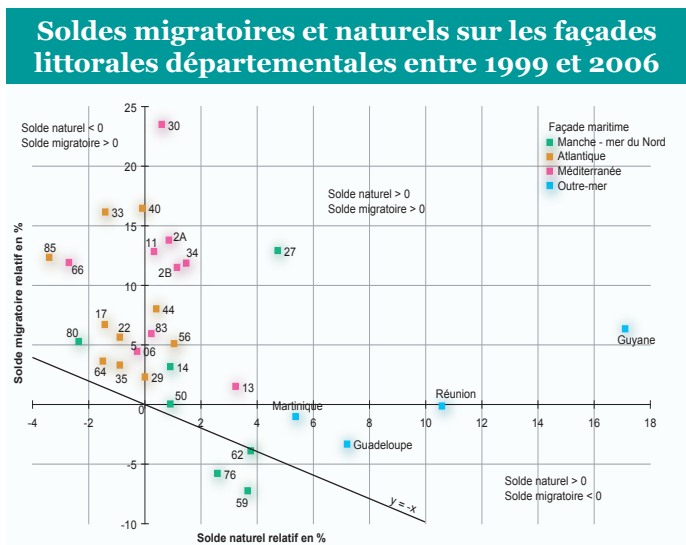 Soldes migratoires et naturels sur les façades
littorales départementales entre 1999 et 2006
25
20
15
10
5
0
-5
-10
-4
-2
2
4
6
8
10
12
14
16
18
Solde migratoire relatif en %
Solde naturel relatif en %
Solde naturel < 0
Solde migratoire > 0
Solde naturel > 0
Solde migratoire > 0
Solde naturel > 0
Solde migratoire < 0
Façade maritime
Manche - mer du Nord
Atlantique
Méditerranée
Outre-mer
30
33
40
85
66
11
2A
34
2B
27
17
22
44
83
56
80
06
64
35
29
14
50
13
Martinique
Réunion
Guyane
Guadeloupe
62
76
59
y = -x